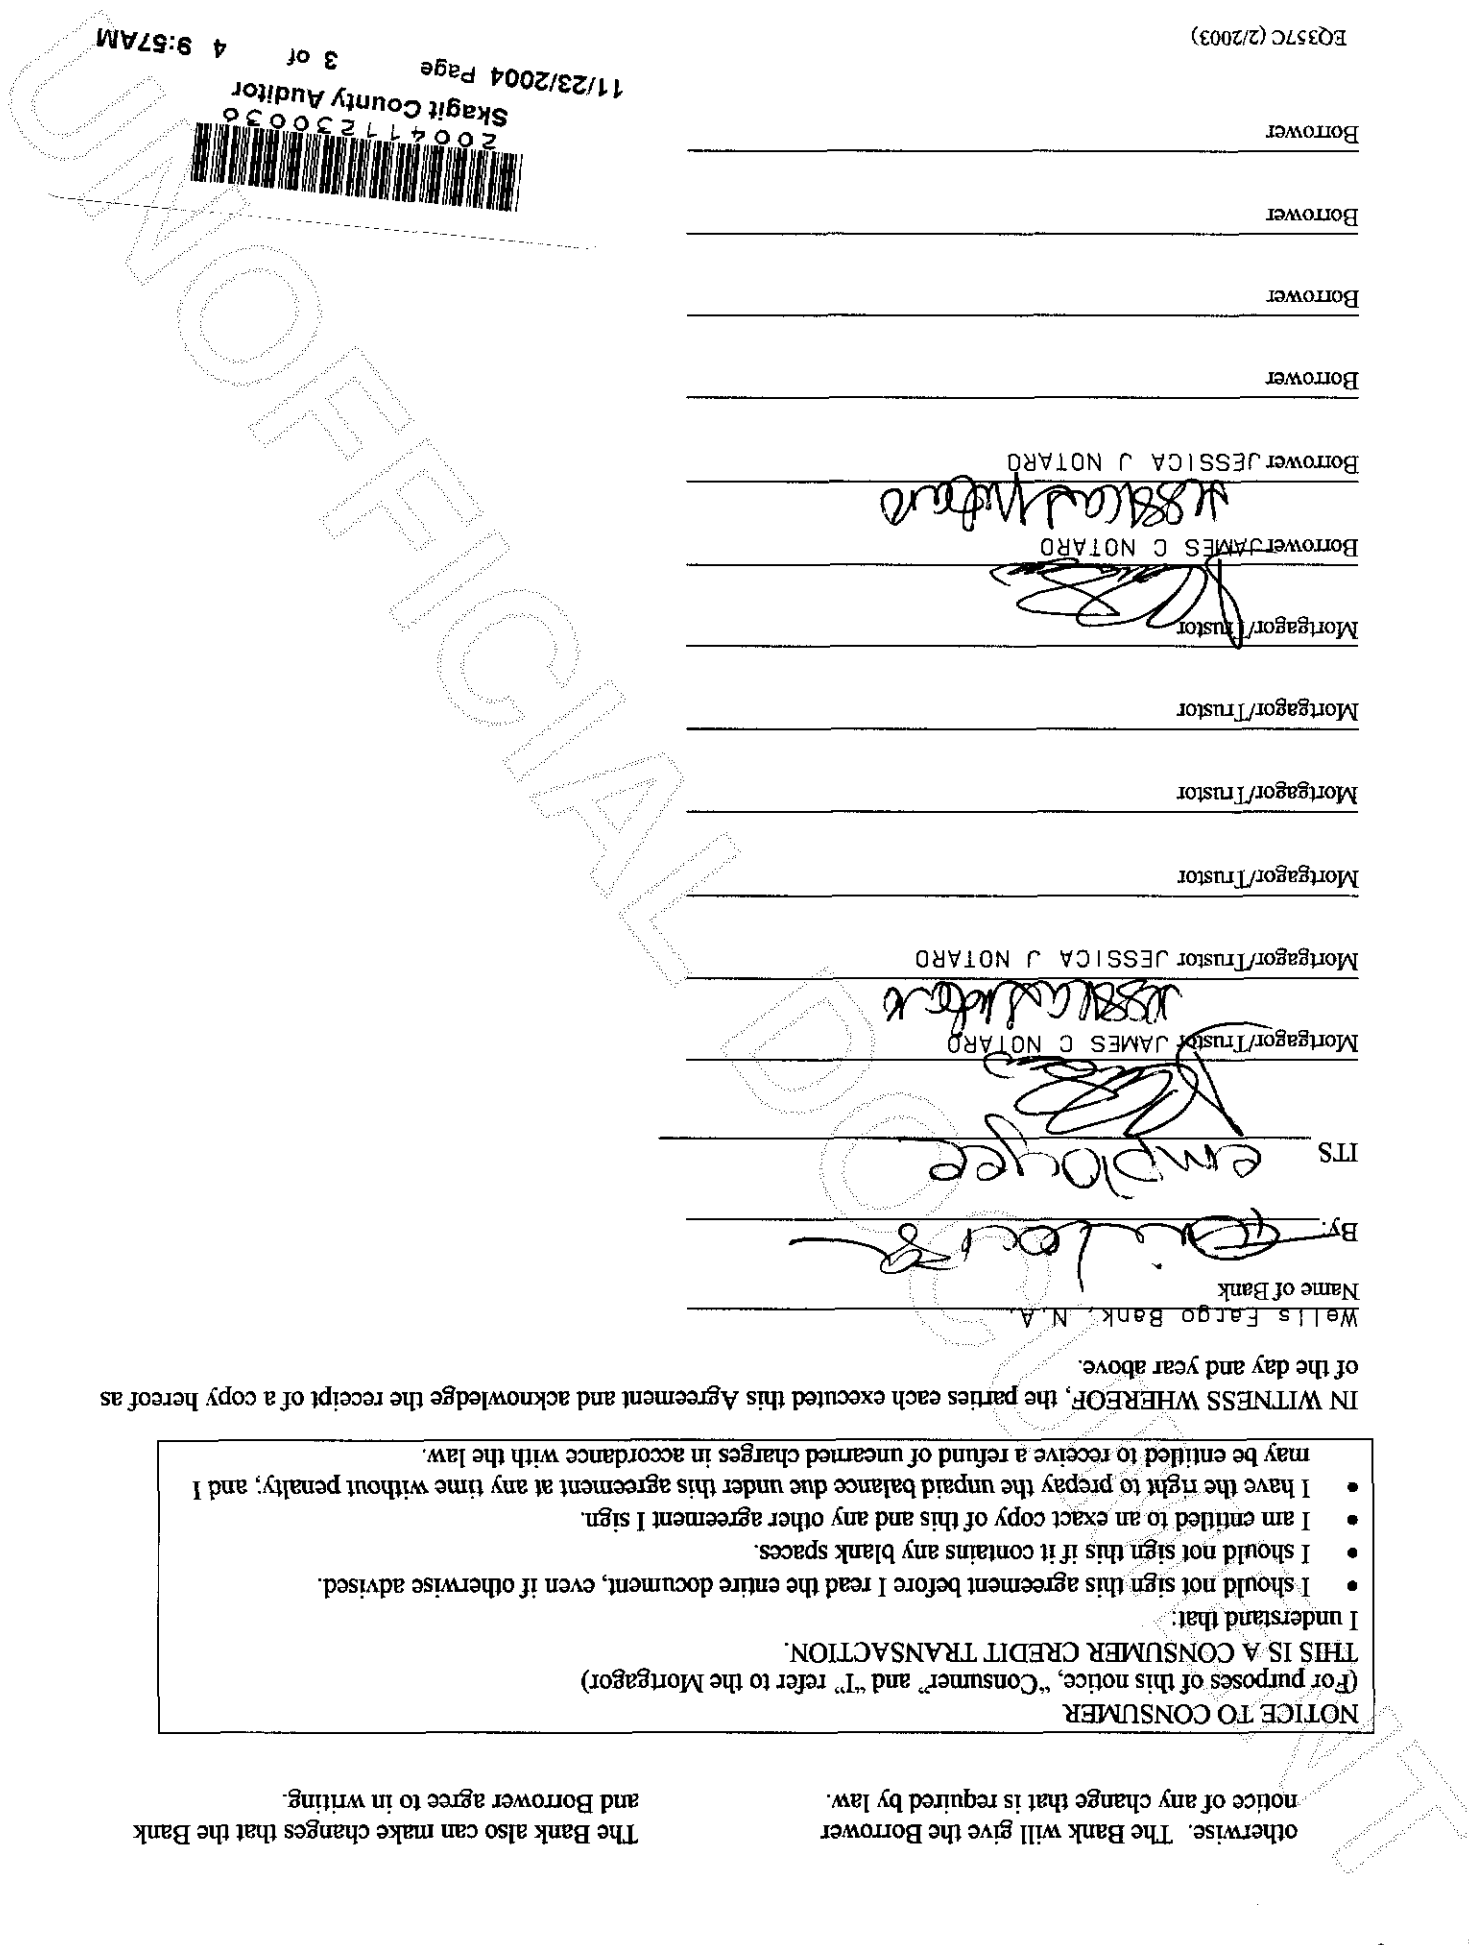 otherwise. The Bank will give the Borrower
notice of any change that is required by law.
The Bank also can make changes that the Bank
and Borrower agree to in writing.
NOTICE TO CONSUMER
(For purposes of this notice, "Consumer" and "I" refer to the Mortgagor)
THIS IS A CONSUMER CREDIT TRANSACTION.
I understand that:
• I should not sign this agreement before I read the entire document, even if otherwise advised.
• I should not sign this if it contains any blank spaces.
• I am entitled to an exact copy of this and any other agreement I sign.
• I have the right to prepay the unpaid balance due under this agreement at any time without penalty; and I
may be entitled to receive a refund of unearned charges in accordance with the law.
IN WITNESS WHEREOF, the parties each executed this Agreement and acknowledge the receipt of a copy hereof as
of the day and year above.
Wells Fargo Bank, N.A.
Name of Bank
By:
ITS employee
Mortgagor/Trustor JAMES C NOTARO
Jessica J Notaro
Mortgagor/Trustor JESSICA J NOTARO
Mortgagor/Trustor
Mortgagor/Trustor
Mortgagor/Trustor
Mortgagor/Trustor
Borrower JAMES C NOTARO
Jessica J Notaro
Borrower JESSICA J NOTARO
Borrower
Borrower
Borrower
Borrower
200411230030
Skagit County Auditor
11/23/2004 Page 3 of 4 9:57AM
EQ357C (2/2003)
UNOFFICIAL DOCUMENT